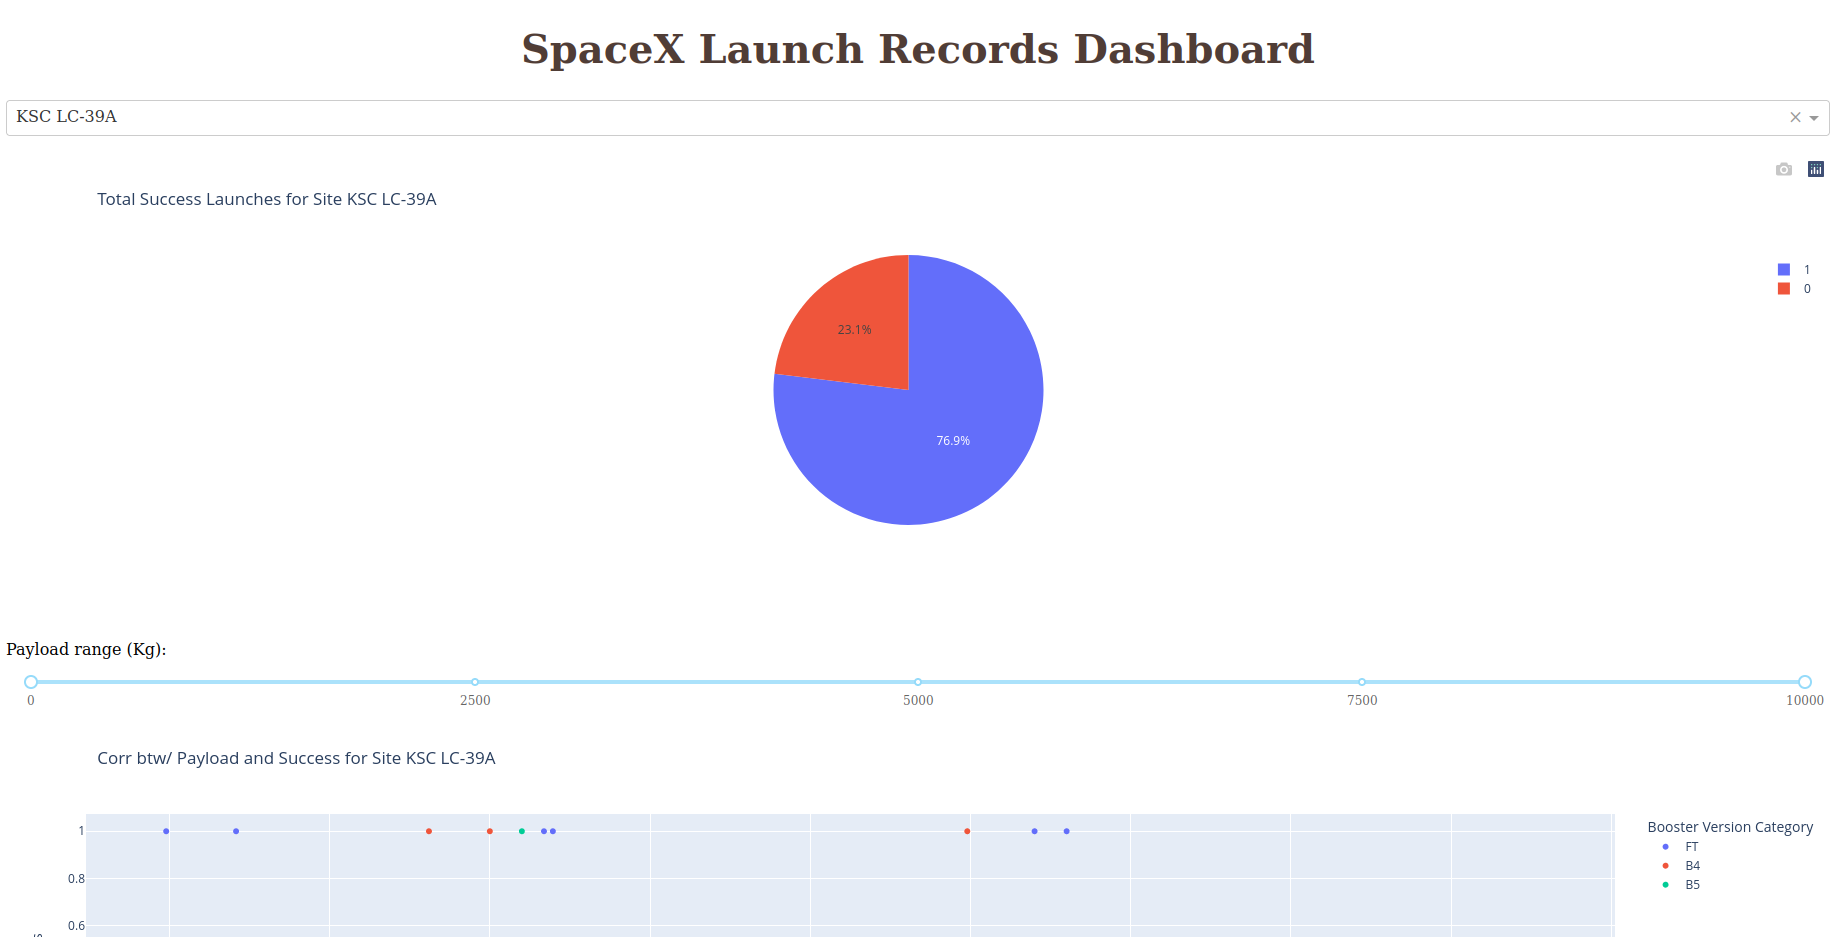 SpaceX Launch Records Dashboard
KSC LC-39A
Total Success Launches for Site KSC LC-39A
1
0
23.1%
76.9%
Payload range (Kg):
0 2500 5000 7500 10000
Corr btw/ Payload and Success for Site KSC LC-39A
1
0.8
0.6
Booster Version Category
FT
B4
B5